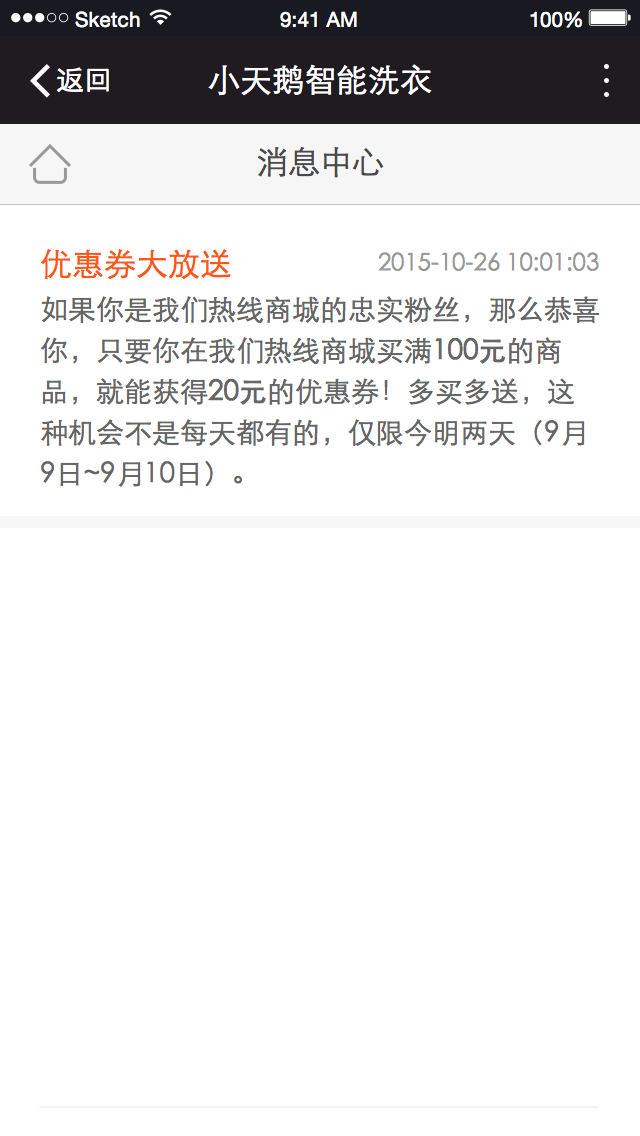 Sketch 9:41 AM 100%
返回 小天鹅智能洗衣
消息中心
优惠券大放送 2015-10-26 10:01:03
如果你是我们热线商城的忠实粉丝，那么恭喜
你，只要你在我们热线商城买满100元的商
品，就能获得20元的优惠券！多买多送，这
种机会不是每天都有的，仅限今明两天（9月
9日~9月10日）。